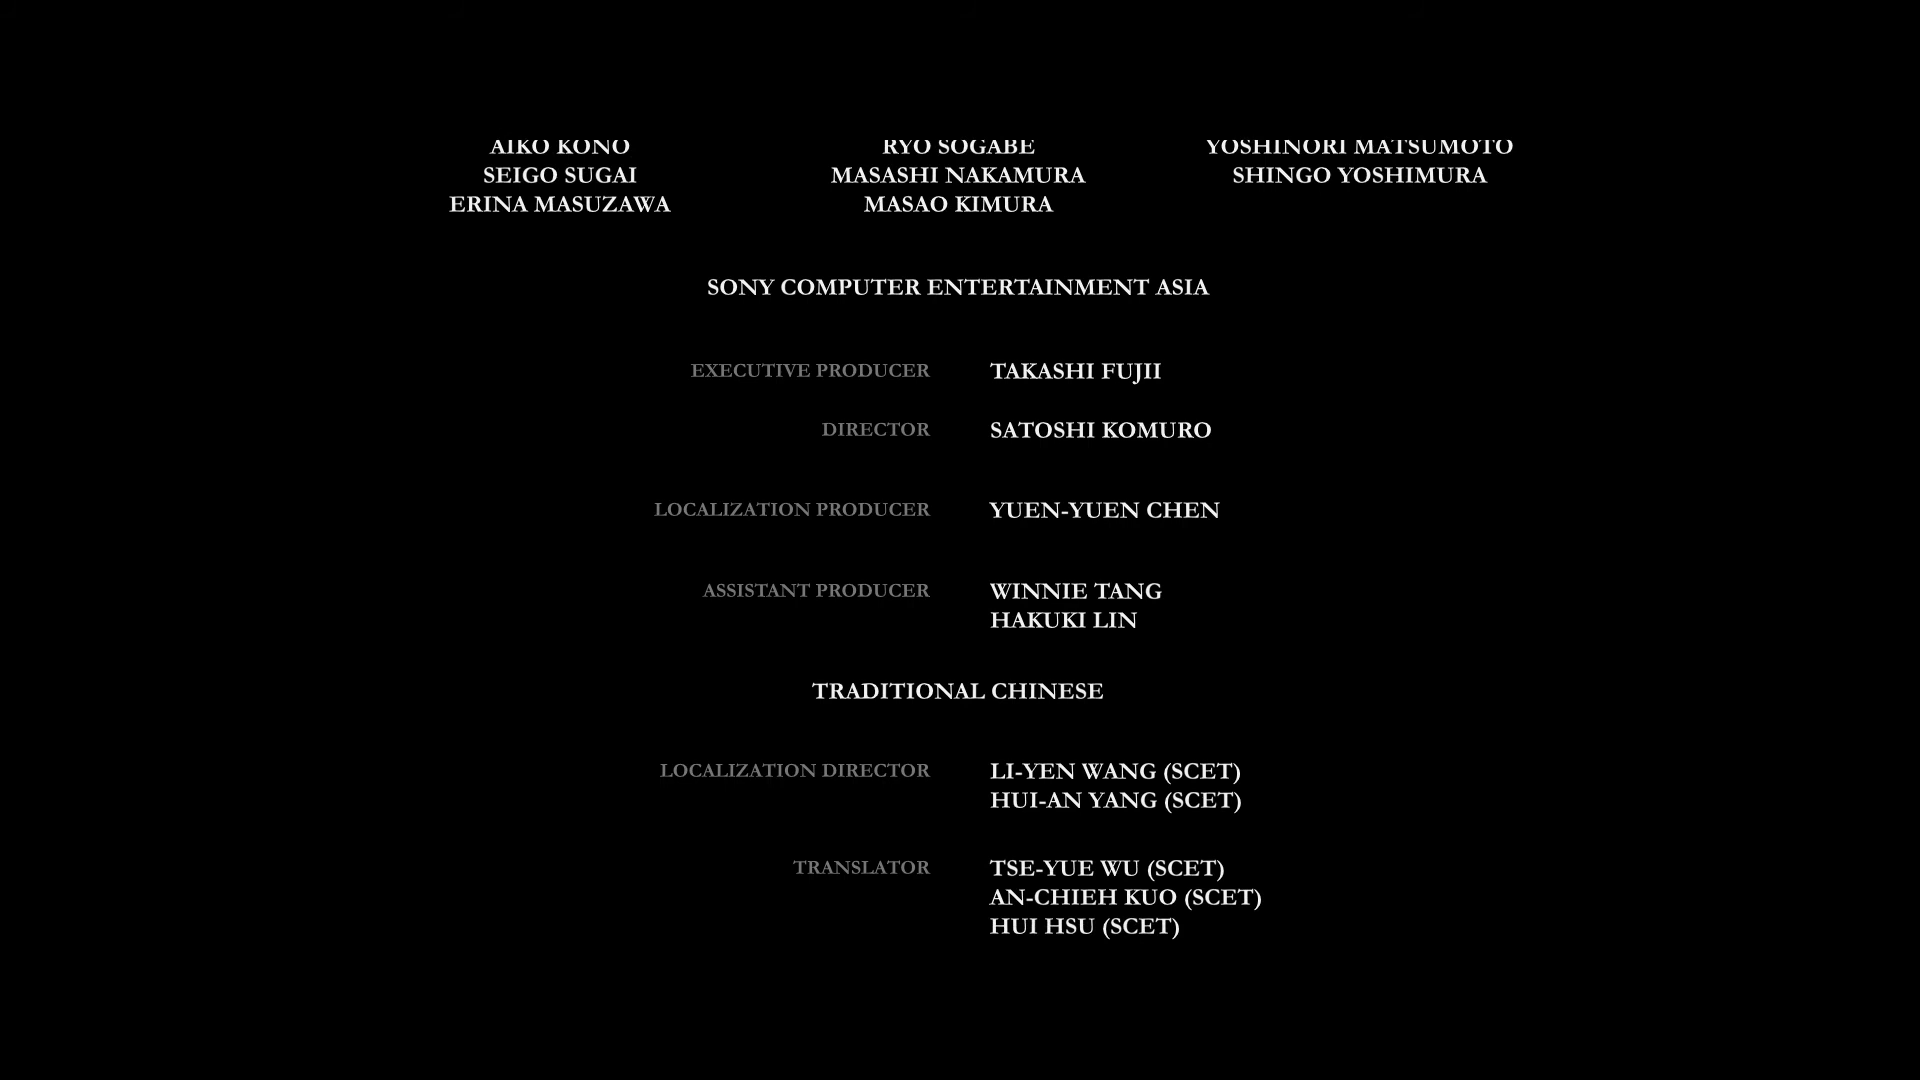 AIKO KONO RYO SOGABE YOSHINORI MATSUMOTO
SEIGO SUGAI MASASHI NAKAMURA SHINGO YOSHIMURA
ERINA MASUZAWA MASAO KIMURA
SONY COMPUTER ENTERTAINMENT ASIA
EXECUTIVE PRODUCER TAKASHI FUJII
DIRECTOR SATOSHI KOMURO
LOCALIZATION PRODUCER YUEN-YUEN CHEN
ASSISTANT PRODUCER WINNIE TANG
HAKUKI LIN
TRADITIONAL CHINESE
LOCALIZATION DIRECTOR LI-YEN WANG (SCET)
HUI-AN YANG (SCET)
TRANSLATOR TSE-YUE WU (SCET)
AN-CHIEH KUO (SCET)
HUI HSU (SCET)